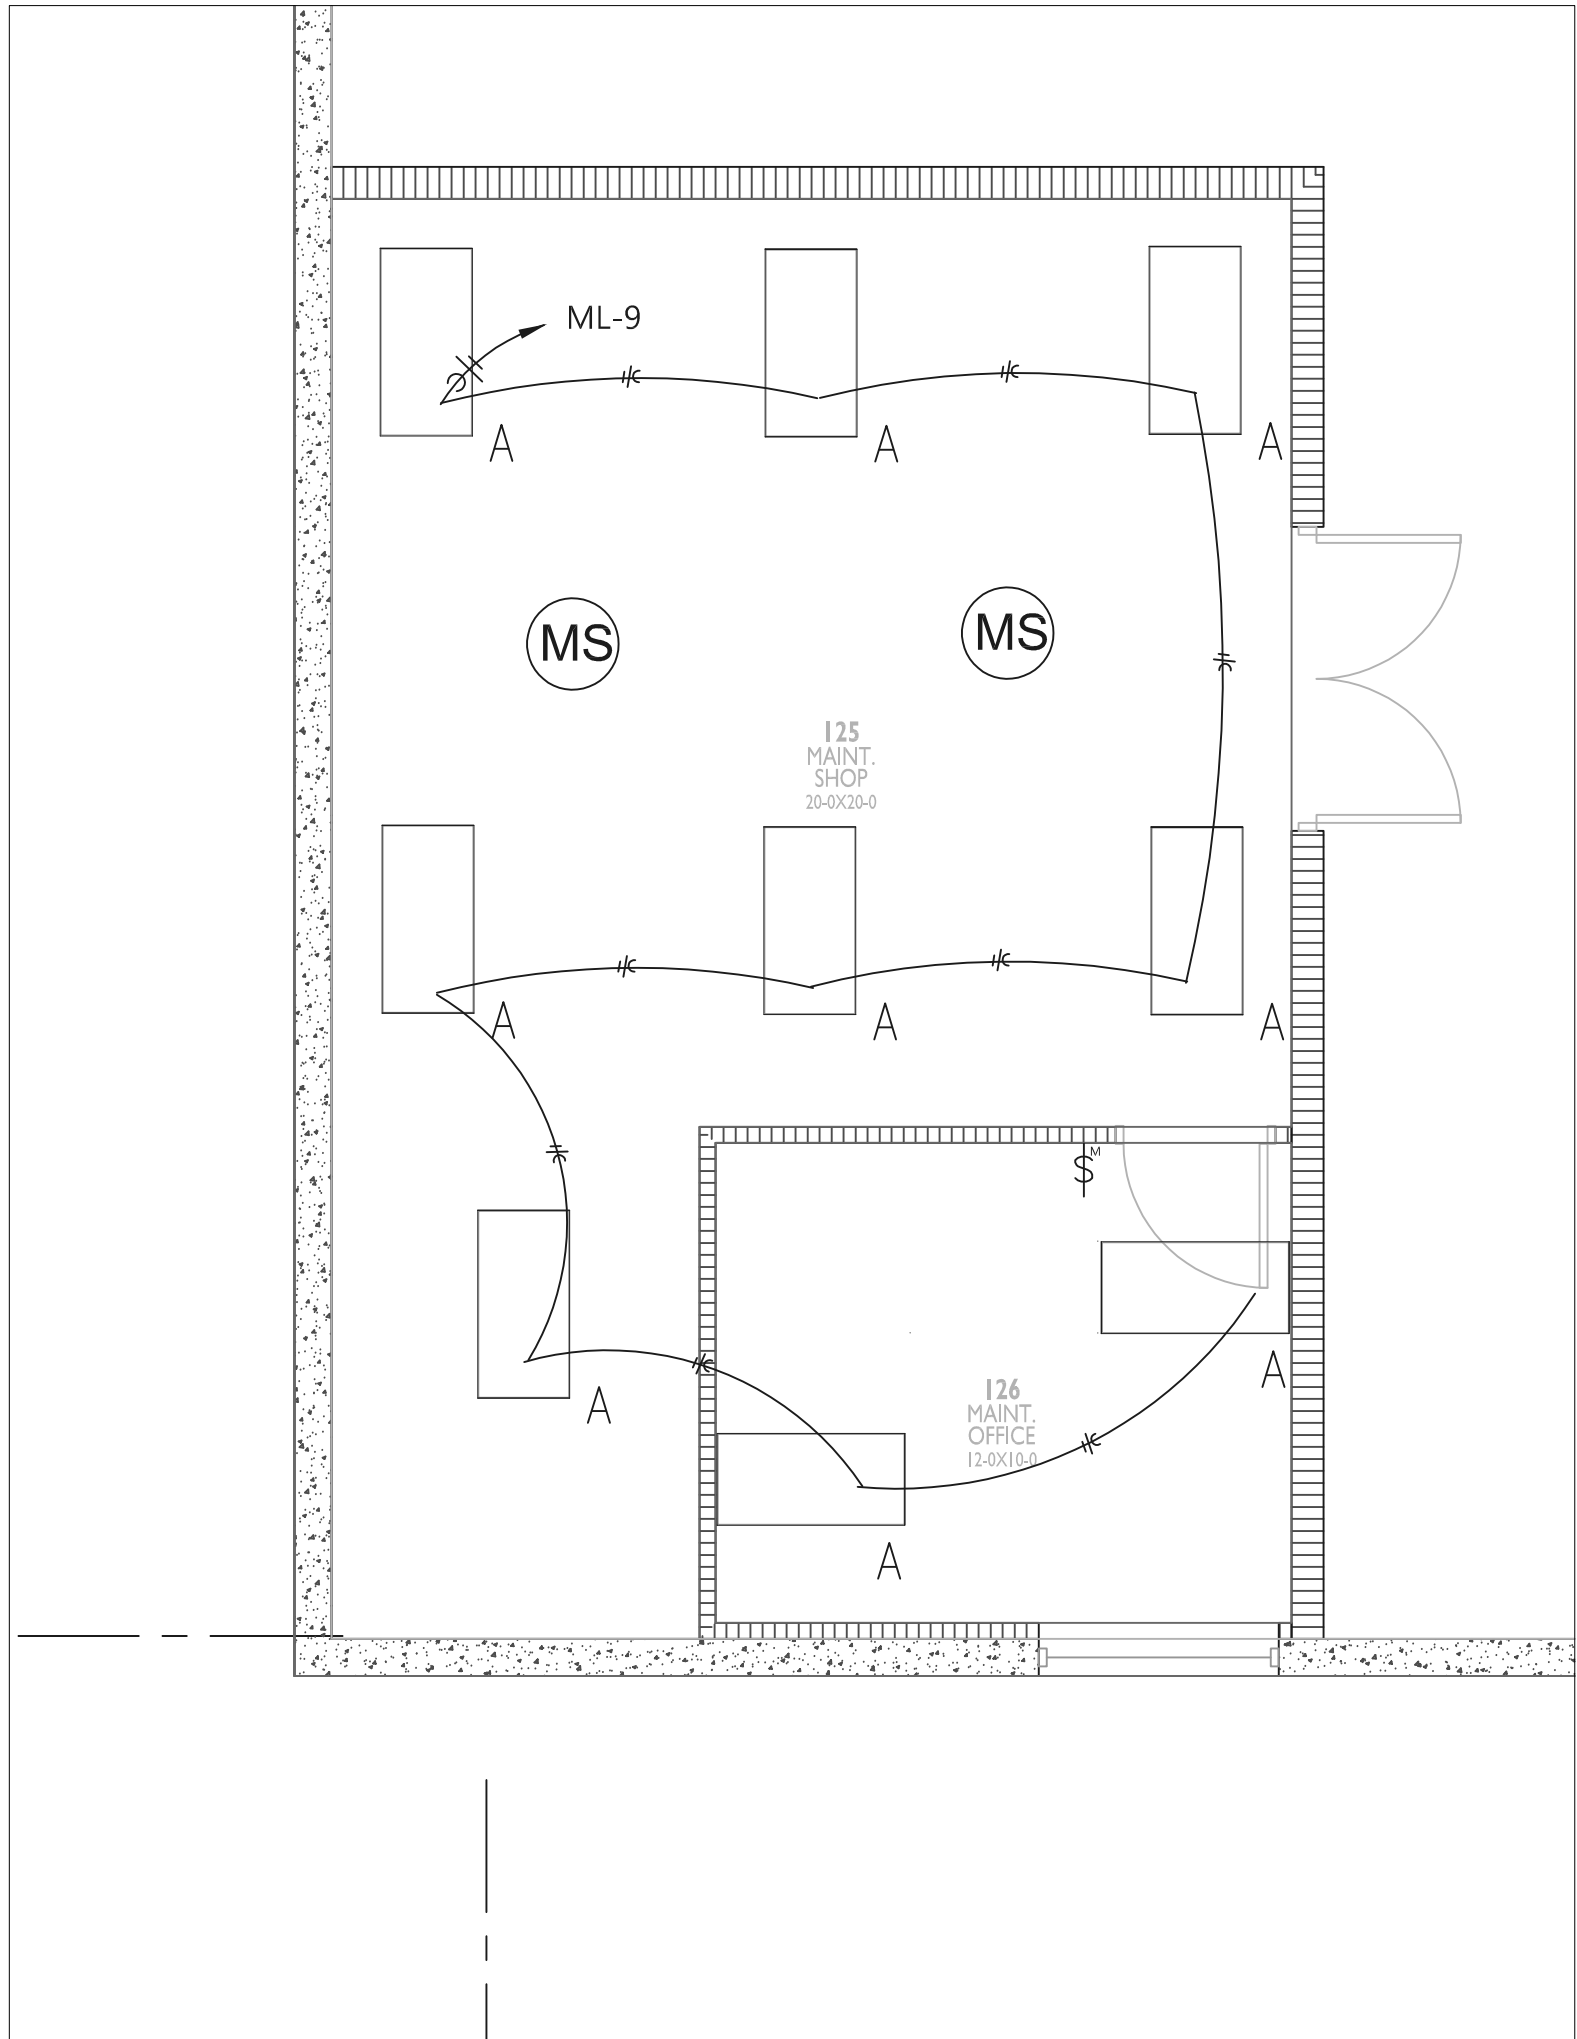 ML-9
A
A
A
MS
MS
125
MAINT.
SHOP
20-0X20-0
A
A
A
$M
A
126
MAINT.
OFFICE
12-0X10-0
A
A